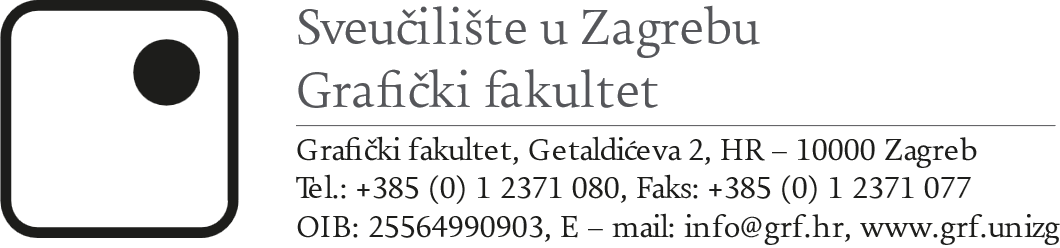 Sveučilište u Zagrebu
Grafički fakultet
Grafički fakultet, Getaldićeva 2, HR – 10000 Zagreb
Tel.: +385 (0) 1 2371 080, Faks: +385 (0) 1 2371 077
OIB: 25564990903, E – mail: info@grf.hr, www.grf.unizg